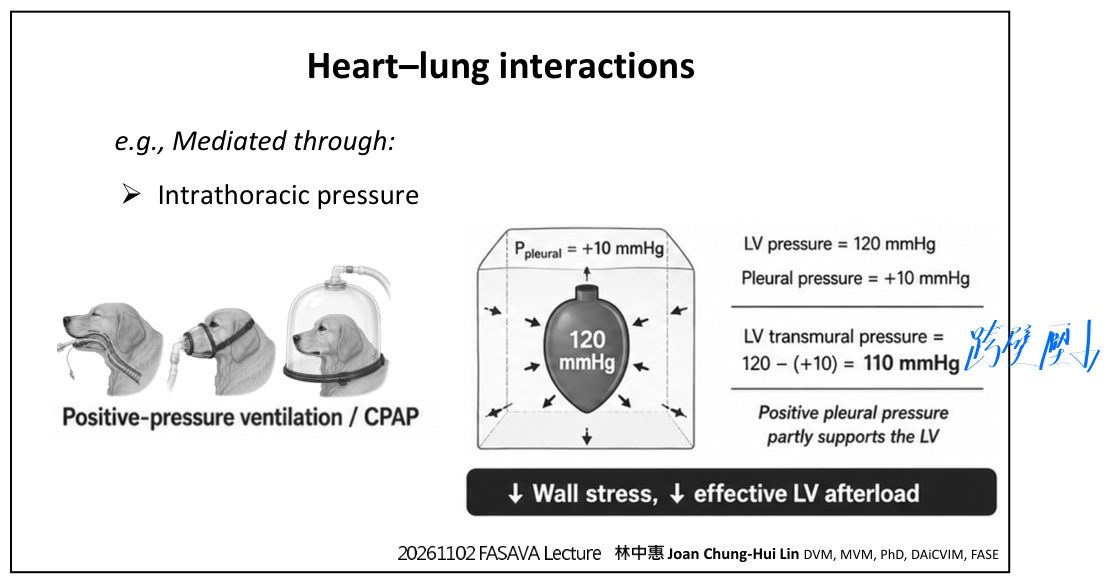 Heart–lung interactions
e.g., Mediated through:
➢ Intrathoracic pressure
Positive-pressure ventilation / CPAP
Ppleural = +10 mmHg
120
mmHg
LV pressure = 120 mmHg
Pleural pressure = +10 mmHg
LV transmural pressure =
120 − (+10) = 110 mmHg
跨壁壓
Positive pleural pressure
partly supports the LV
↓ Wall stress, ↓ effective LV afterload
20261102 FASAVA Lecture 林中惠 Joan Chung-Hui Lin DVM, MVM, PhD, DAiCVIM, FASE